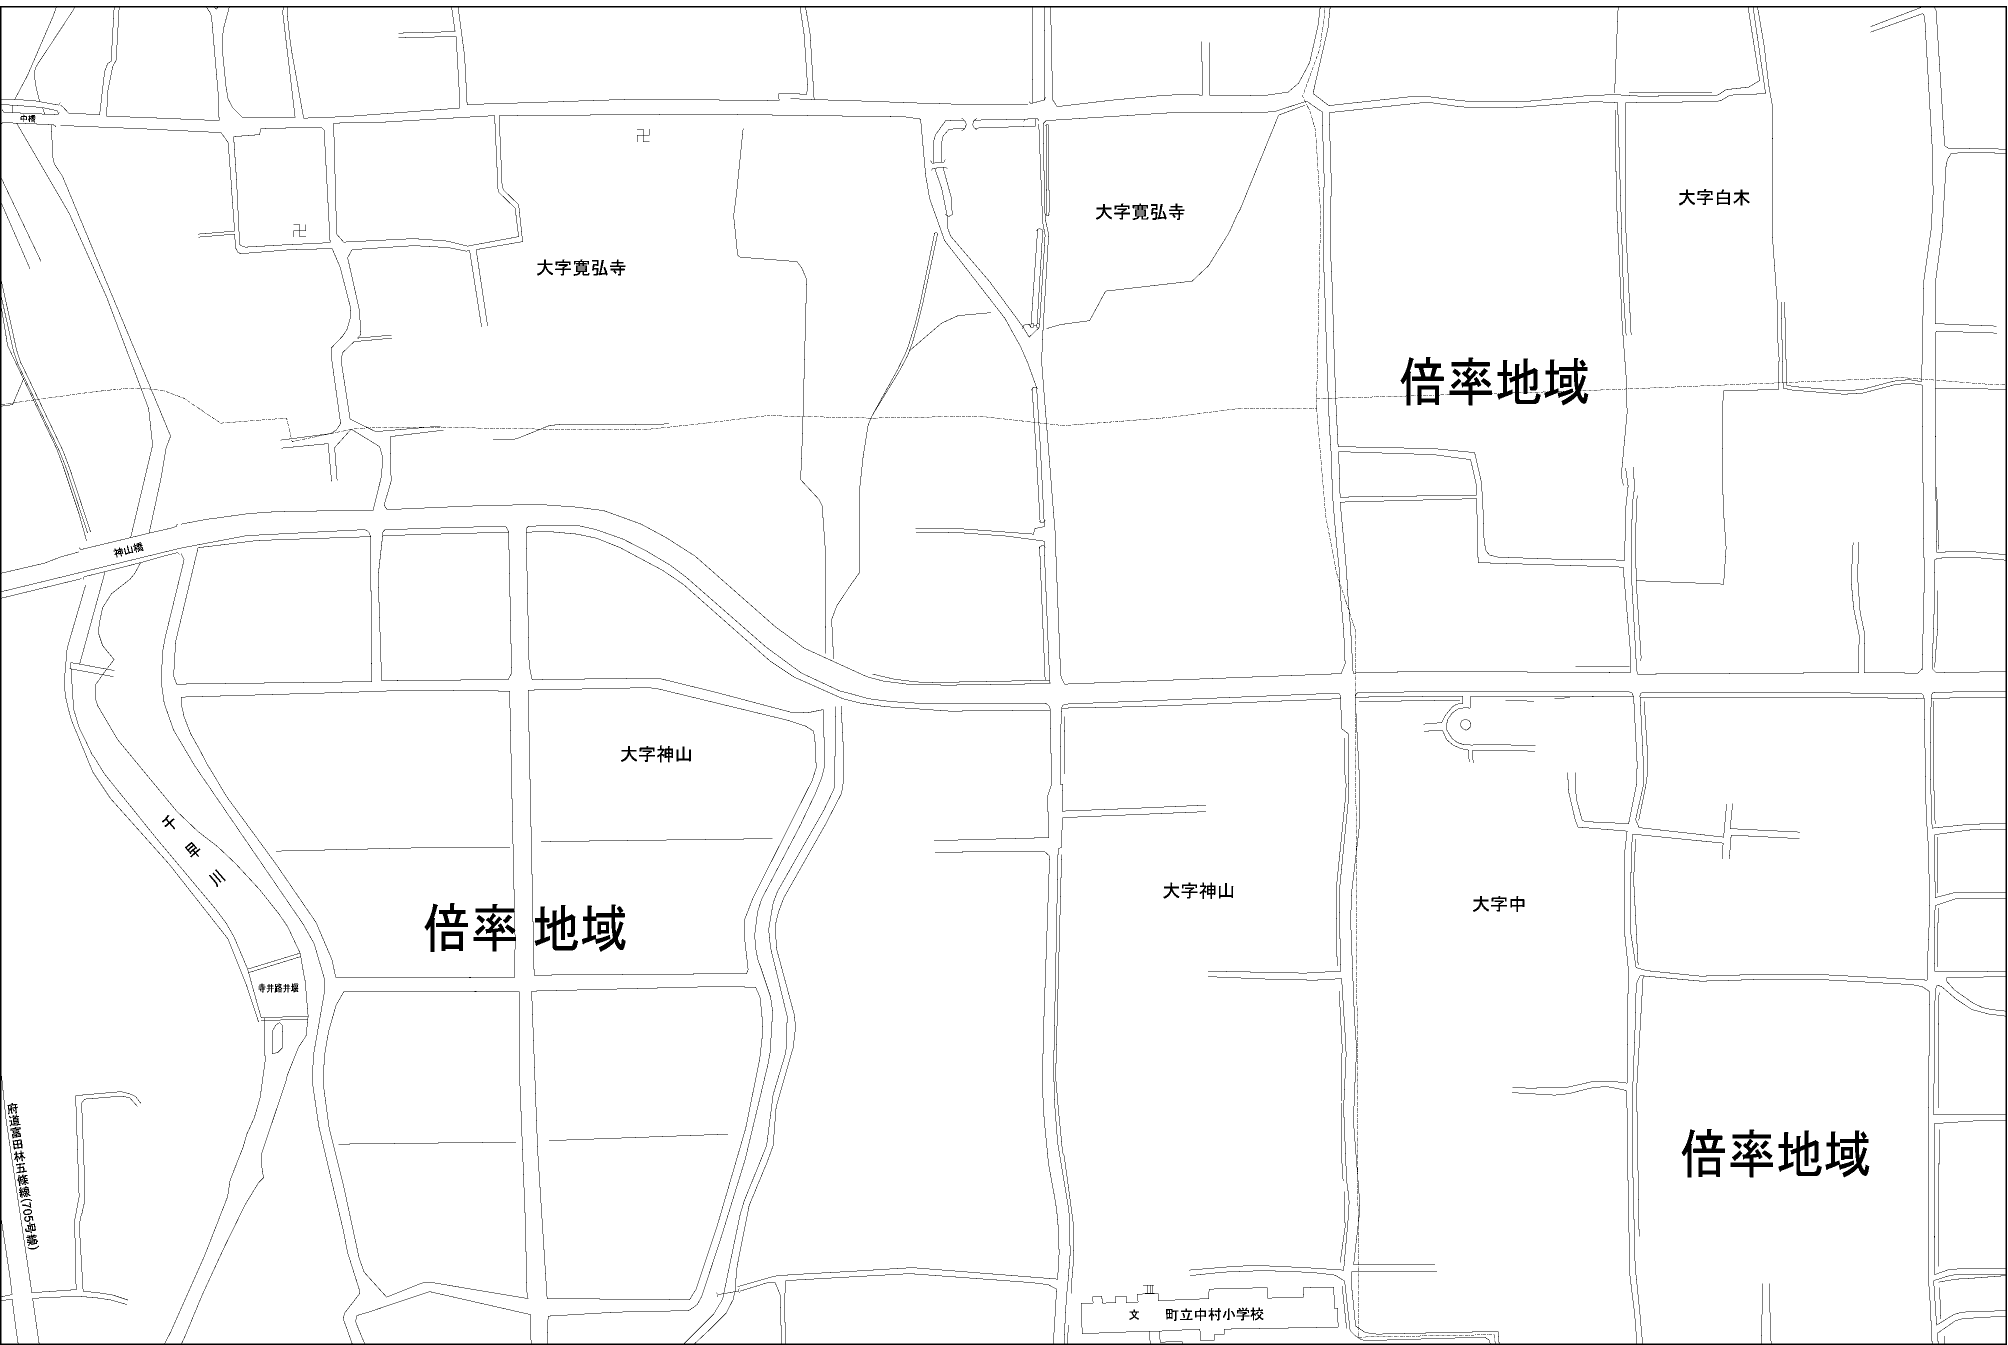 中橋
大字白木
大字寛弘寺
大字寛弘寺
倍率地域
神山橋
大字神山
千早川
大字神山
大字中
倍率地域
寺井路井堰
府道富田林五條線(705号線)
倍率地域
文 町立中村小学校